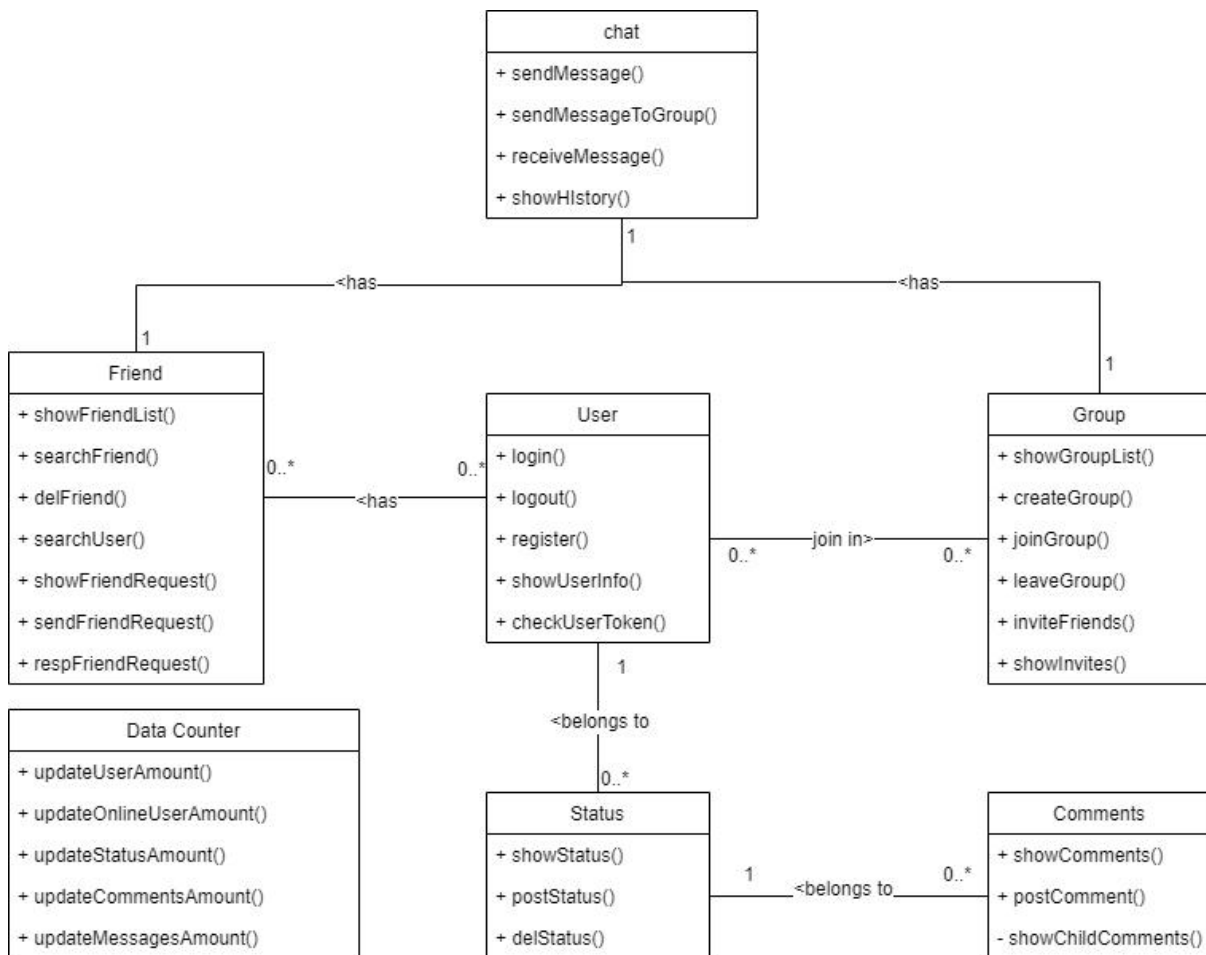 chat
+ sendMessage()
+ sendMessageToGroup()
+ receiveMessage()
+ showHIstory()
1
<has
<has
1
1
Friend
+ showFriendList()
+ searchFriend()
+ delFriend()
+ searchUser()
+ showFriendRequest()
+ sendFriendRequest()
+ respFriendRequest()
0..*
<has
0..*
User
+ login()
+ logout()
+ register()
+ showUserInfo()
+ checkUserToken()
0..*
join in>
0..*
Group
+ showGroupList()
+ createGroup()
+ joinGroup()
+ leaveGroup()
+ inviteFriends()
+ showInvites()
1
<belongs to
0..*
Data Counter
+ updateUserAmount()
+ updateOnlineUserAmount()
+ updateStatusAmount()
+ updateCommentsAmount()
+ updateMessagesAmount()
Status
+ showStatus()
+ postStatus()
+ delStatus()
1
<belongs to
0..*
Comments
+ showComments()
+ postComment()
- showChildComments()